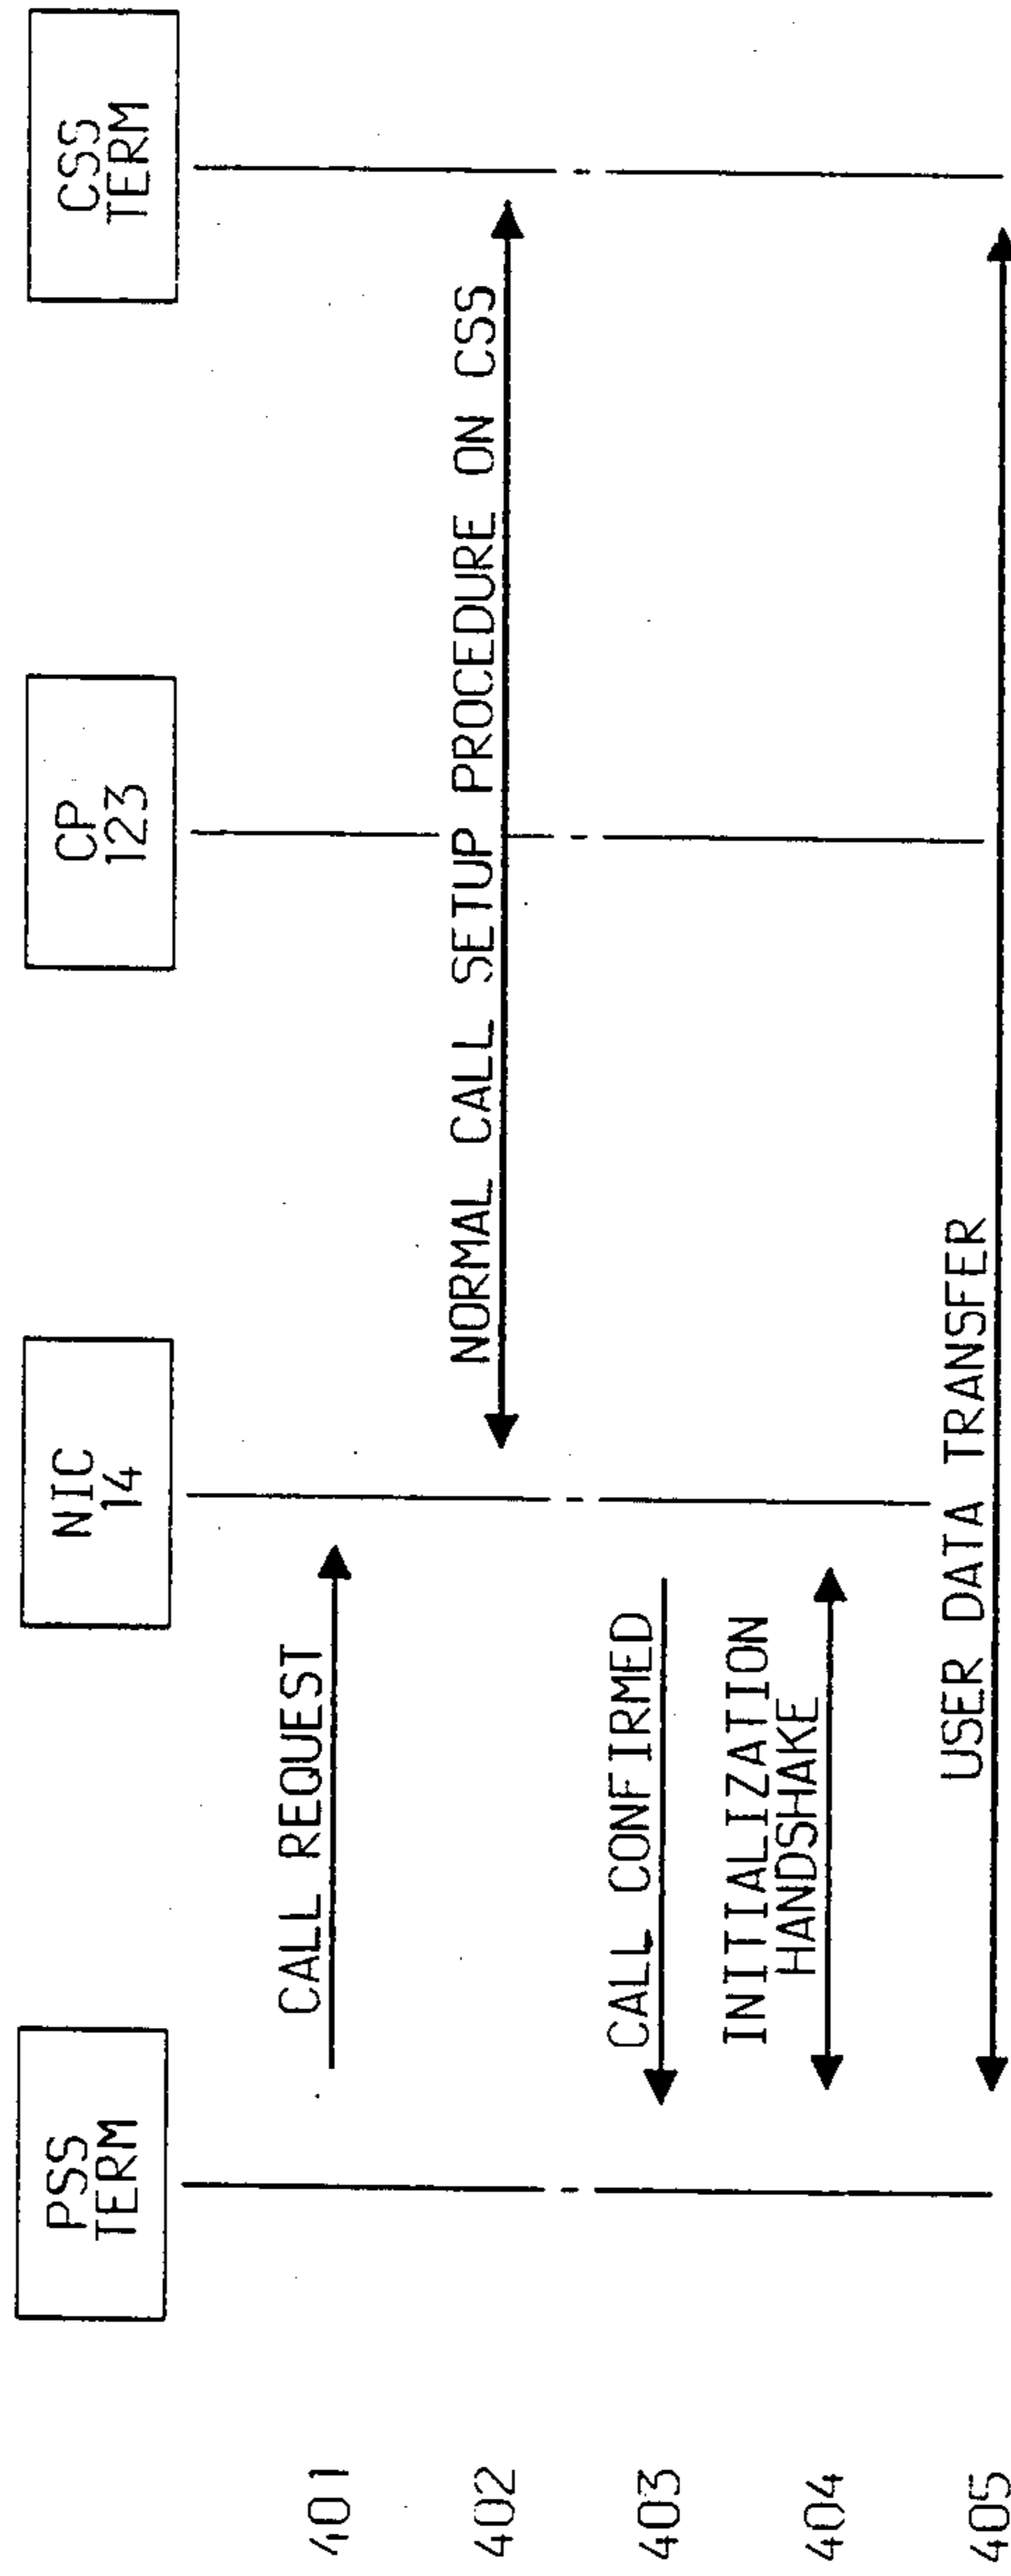 PSS
TERM
NIC
14
CP
123
CSS
TERM
401
CALL REQUEST
402
NORMAL CALL SETUP PROCEDURE ON CSS
403
CALL CONFIRMED
404
INITIALIZATION
HANDSHAKE
405
USER DATA TRANSFER